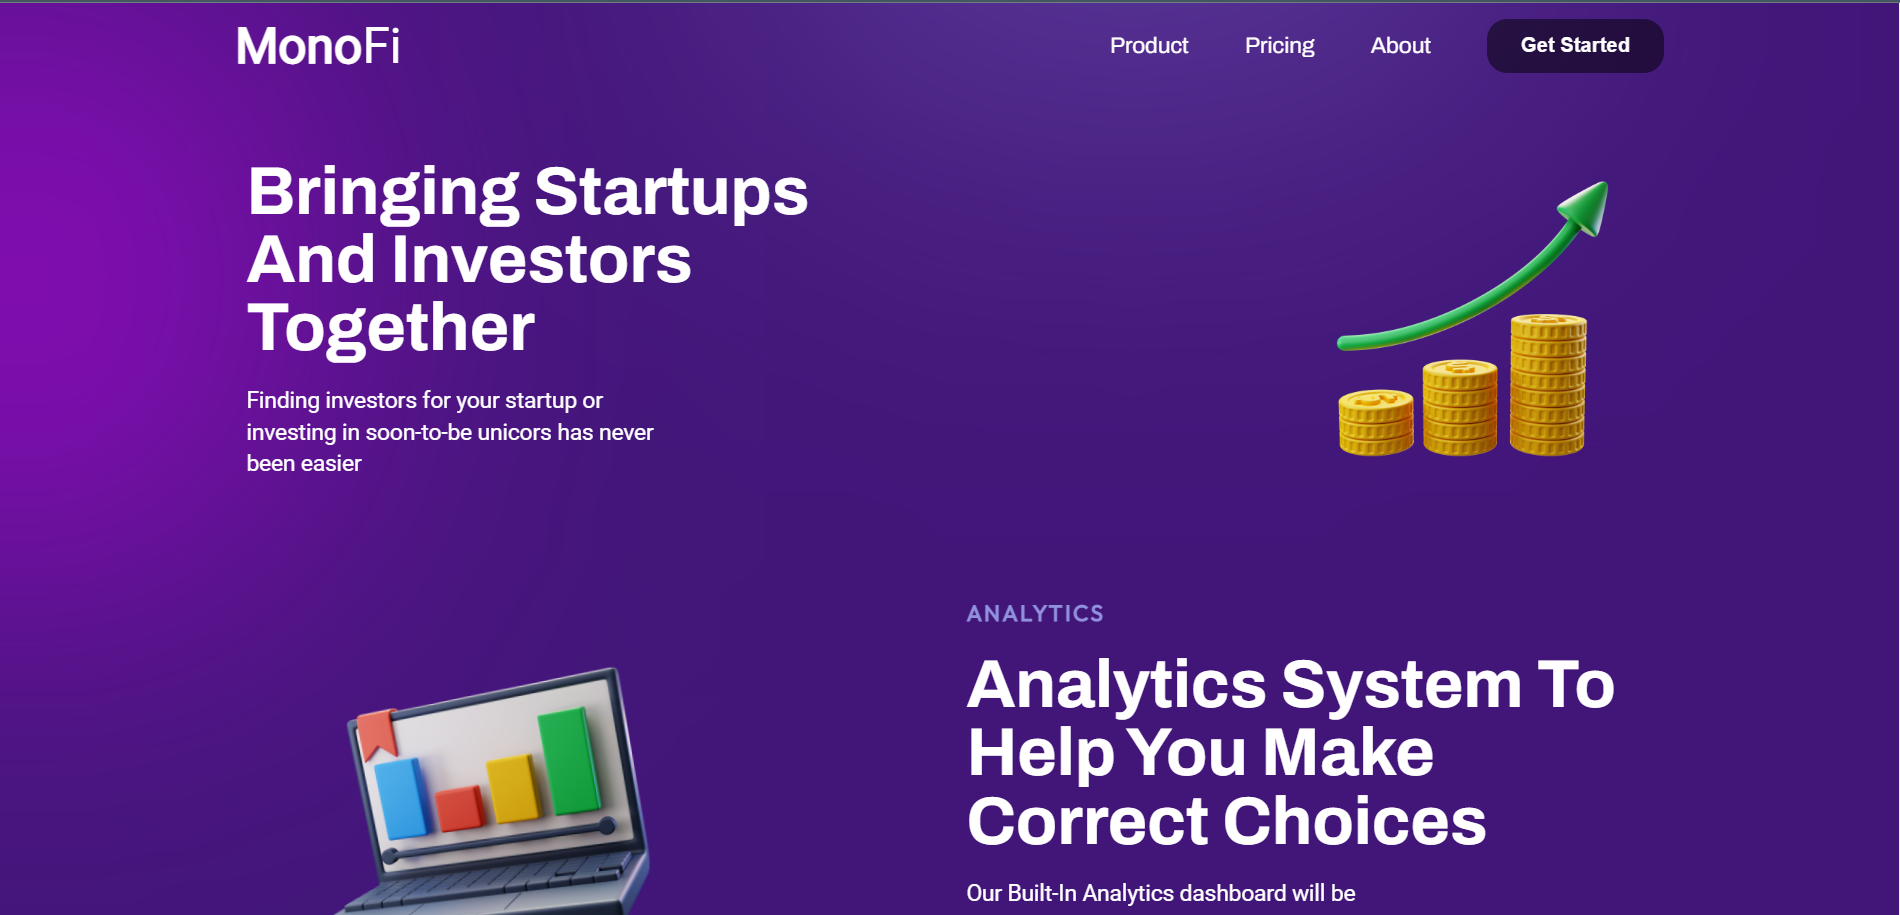 MonoFi
Product
Pricing
About
Get Started
Bringing Startups
And Investors
Together
Finding investors for your startup or
investing in soon-to-be unicors has never
been easier
ANALYTICS
Analytics System To
Help You Make
Correct Choices
Our Built-In Analytics dashboard will be